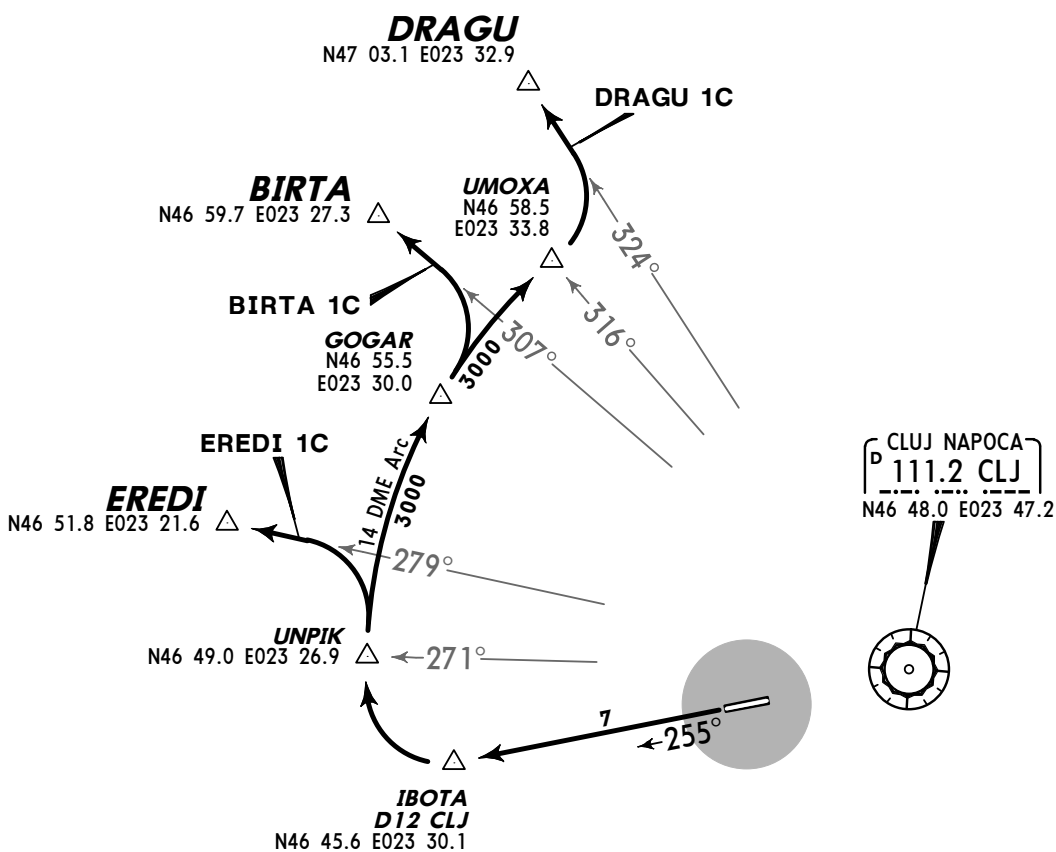 DRAGU
N47 03.1 E023 32.9
DRAGU 1C
BIRTA
N46 59.7 E023 27.3
UMOXA
N46 58.5
E023 33.8
324°
BIRTA 1C
316°
307°
GOGAR
N46 55.5
E023 30.0
3000
EREDI 1C
14 DME Arc
3000
CLUJ NAPOCA
D 111.2 CLJ
N46 48.0 E023 47.2
EREDI
N46 51.8 E023 21.6
279°
UNPIK
N46 49.0 E023 26.9
271°
7
255°
IBOTA
D12 CLJ
N46 45.6 E023 30.1